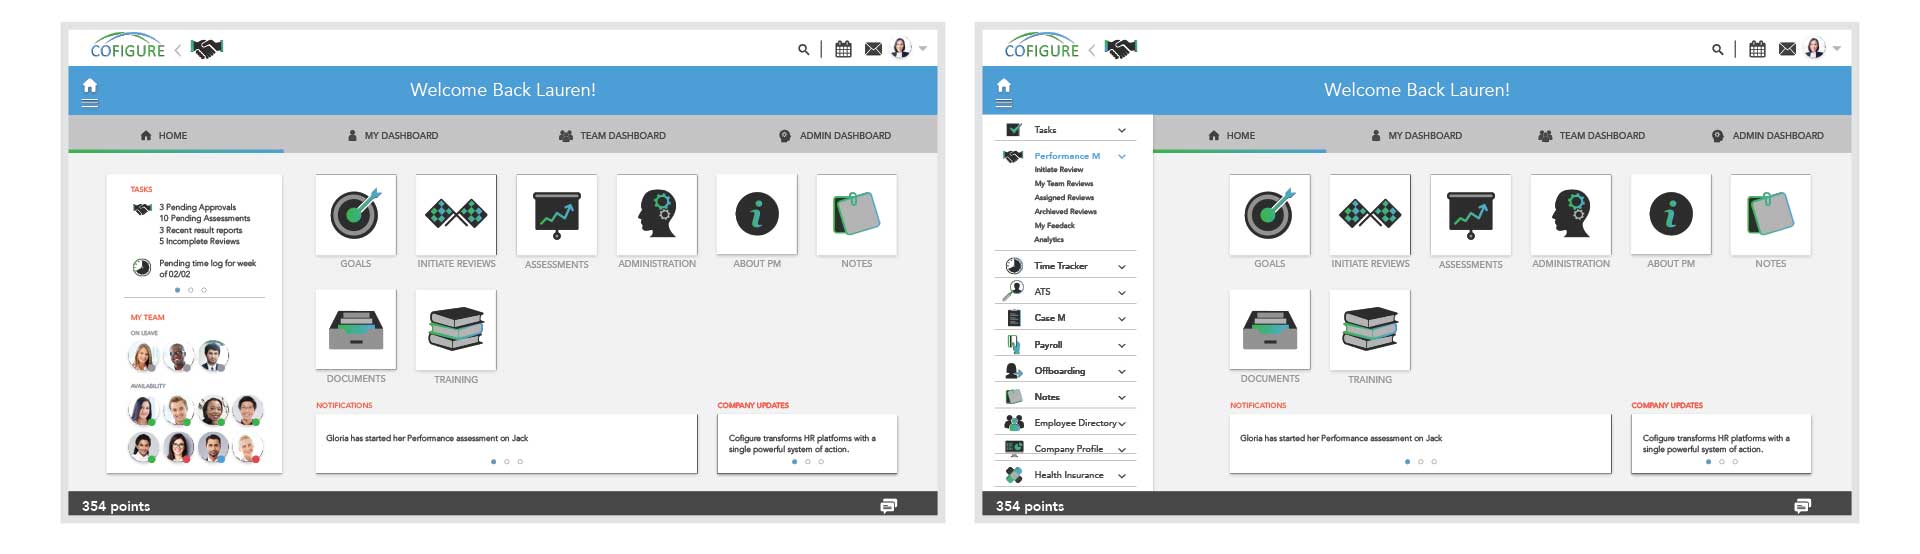 COFIGURE
Welcome Back Lauren!
HOME
MY DASHBOARD
TEAM DASHBOARD
ADMIN DASHBOARD
TASKS
3 Pending Approvals
10 Pending Assessments
3 Recent result reports
5 Incomplete Reviews
Pending time log for week
of 02/02
MY TEAM
ON LEAVE
AVAILABILITY
GOALS
INITIATE REVIEWS
ASSESSMENTS
ADMINISTRATION
ABOUT PM
NOTES
DOCUMENTS
TRAINING
NOTIFICATIONS
Gloria has started her Performance assessment on Jack
COMPANY UPDATES
Cofigure transforms HR platforms with a
single powerful system of action.
354 points
COFIGURE
Welcome Back Lauren!
Tasks
Performance M
Initiate Review
My Team Reviews
Assigned Reviews
Archieved Reviews
My Feedack
Analytics
Time Tracker
ATS
Case M
Payroll
Offboarding
Notes
Employee Directory
Company Profile
Health Insurance
HOME
MY DASHBOARD
TEAM DASHBOARD
ADMIN DASHBOARD
GOALS
INITIATE REVIEWS
ASSESSMENTS
ADMINISTRATION
ABOUT PM
NOTES
DOCUMENTS
TRAINING
NOTIFICATIONS
Gloria has started her Performance assessment on Jack
COMPANY UPDATES
Cofigure transforms HR platforms with a
single powerful system of action.
354 points